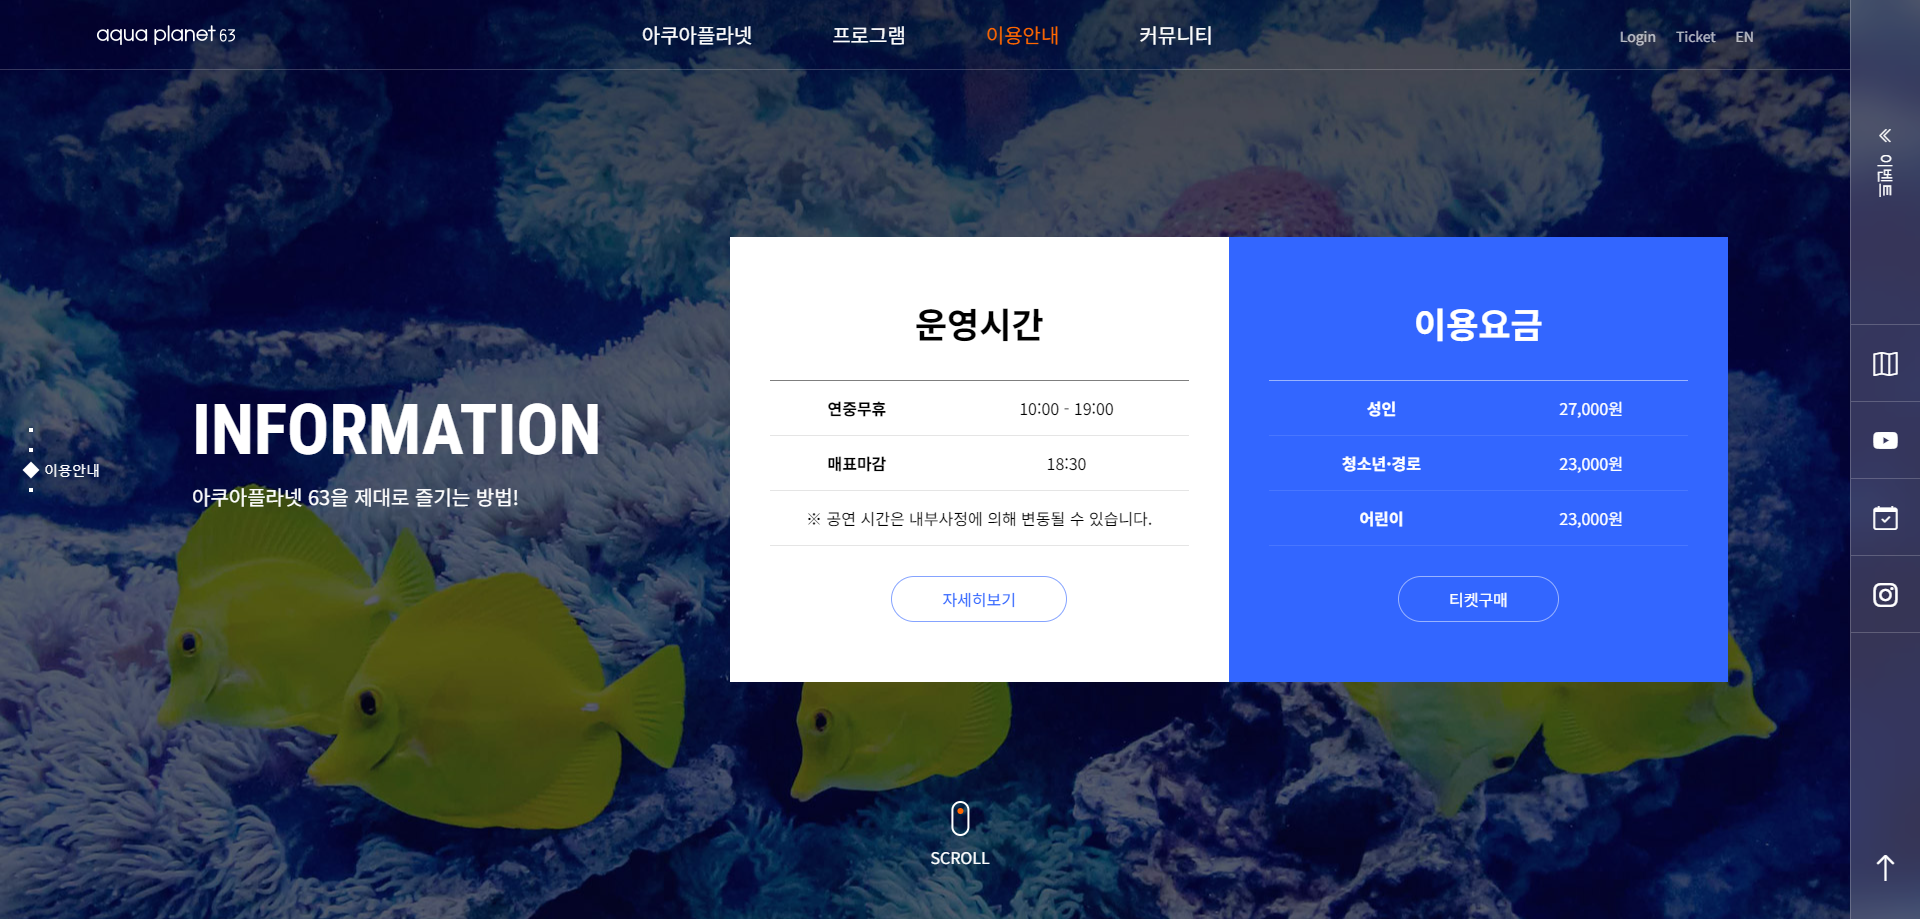 aqua planet 63
아쿠아플라넷
프로그램
이용안내
커뮤니티
Login
Ticket
EN
이벤트
INFORMATION
아쿠아플라넷 63을 제대로 즐기는 방법!
이용안내
운영시간
연중무휴 10:00 - 19:00
매표마감 18:30
※ 공연 시간은 내부사정에 의해 변동될 수 있습니다.
자세히보기
이용요금
성인 27,000원
청소년·경로 23,000원
어린이 23,000원
티켓구매
SCROLL